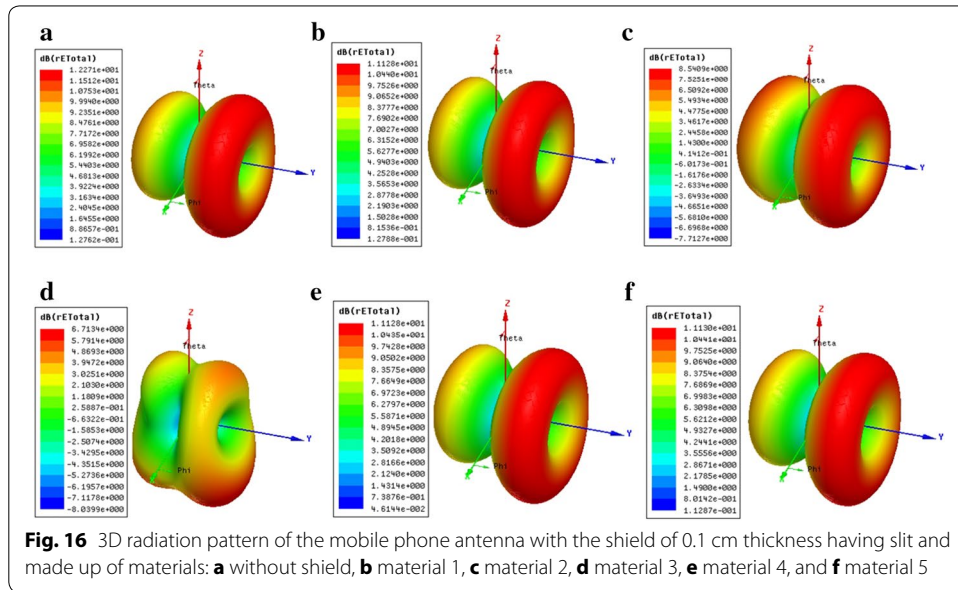 a
dB(rETotal)
1.2271e+001
1.1512e+001
1.0753e+001
9.9940e+000
9.2351e+000
8.4761e+000
7.7172e+000
6.9582e+000
6.1992e+000
5.4403e+000
4.6813e+000
3.9224e+000
3.1634e+000
2.4045e+000
1.6455e+000
8.8657e-001
1.2762e-001
Z
Theta
Y
Phi
X
b
dB(rETotal)
1.1128e+001
1.0440e+001
9.7526e+000
9.0652e+000
8.3777e+000
7.6902e+000
7.0027e+000
6.3152e+000
5.6277e+000
4.9403e+000
4.2528e+000
3.5653e+000
2.8778e+000
2.1903e+000
1.5028e+000
8.1536e-001
1.2788e-001
Z
Theta
Y
Phi
X
c
dB(rETotal)
8.5409e+000
7.5251e+000
6.5092e+000
5.4934e+000
4.4775e+000
3.4617e+000
2.4458e+000
1.4300e+000
4.1412e-001
-6.0173e-001
-1.6176e+000
-2.6334e+000
-3.6493e+000
-4.6651e+000
-5.6810e+000
-6.6968e+000
-7.7127e+000
Z
Theta
Y
Phi
X
d
dB(rETotal)
6.7134e+000
5.7914e+000
4.8693e+000
3.9472e+000
3.0251e+000
2.1030e+000
1.1809e+000
2.5887e-001
-6.6322e-001
-1.5853e+000
-2.5074e+000
-3.4295e+000
-4.3515e+000
-5.2736e+000
-6.1957e+000
-7.1178e+000
-8.0399e+000
Z
Theta
Y
Phi
X
e
dB(rETotal)
1.1128e+001
1.0435e+001
9.7428e+000
9.0502e+000
8.3575e+000
7.6649e+000
6.9723e+000
6.2797e+000
5.5871e+000
4.8945e+000
4.2018e+000
3.5092e+000
2.8166e+000
2.1240e+000
1.4314e+000
7.3876e-001
4.6144e-002
Z
Theta
Y
Phi
X
f
dB(rETotal)
1.1130e+001
1.0441e+001
9.7525e+000
9.0640e+000
8.3754e+000
7.6869e+000
6.9983e+000
6.3098e+000
5.6212e+000
4.9327e+000
4.2441e+000
3.5556e+000
2.8671e+000
2.1785e+000
1.4900e+000
8.0142e-001
1.1287e-001
Z
Theta
Y
Phi
X
Fig. 16 3D radiation pattern of the mobile phone antenna with the shield of 0.1 cm thickness having slit and
made up of materials: a without shield, b material 1, c material 2, d material 3, e material 4, and f material 5